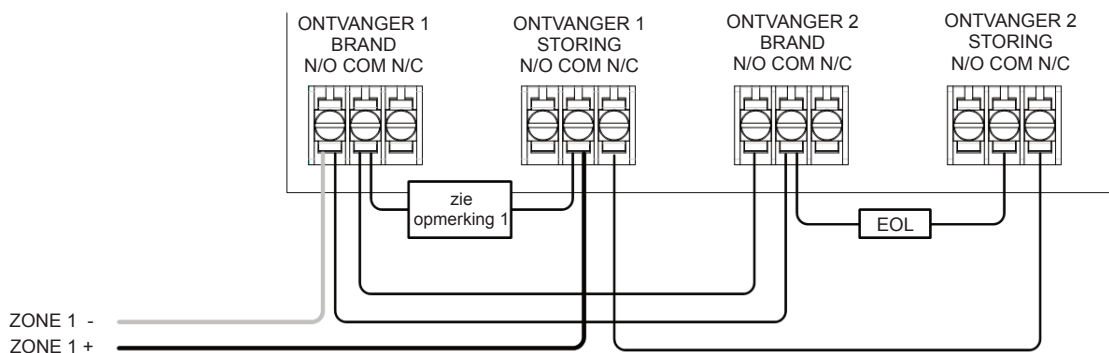 ONTVANGER 1
BRAND
N/O COM N/C
ONTVANGER 1
STORING
N/O COM N/C
ONTVANGER 2
BRAND
N/O COM N/C
ONTVANGER 2
STORING
N/O COM N/C
zie
opmerking 1
EOL
ZONE 1 -
ZONE 1 +